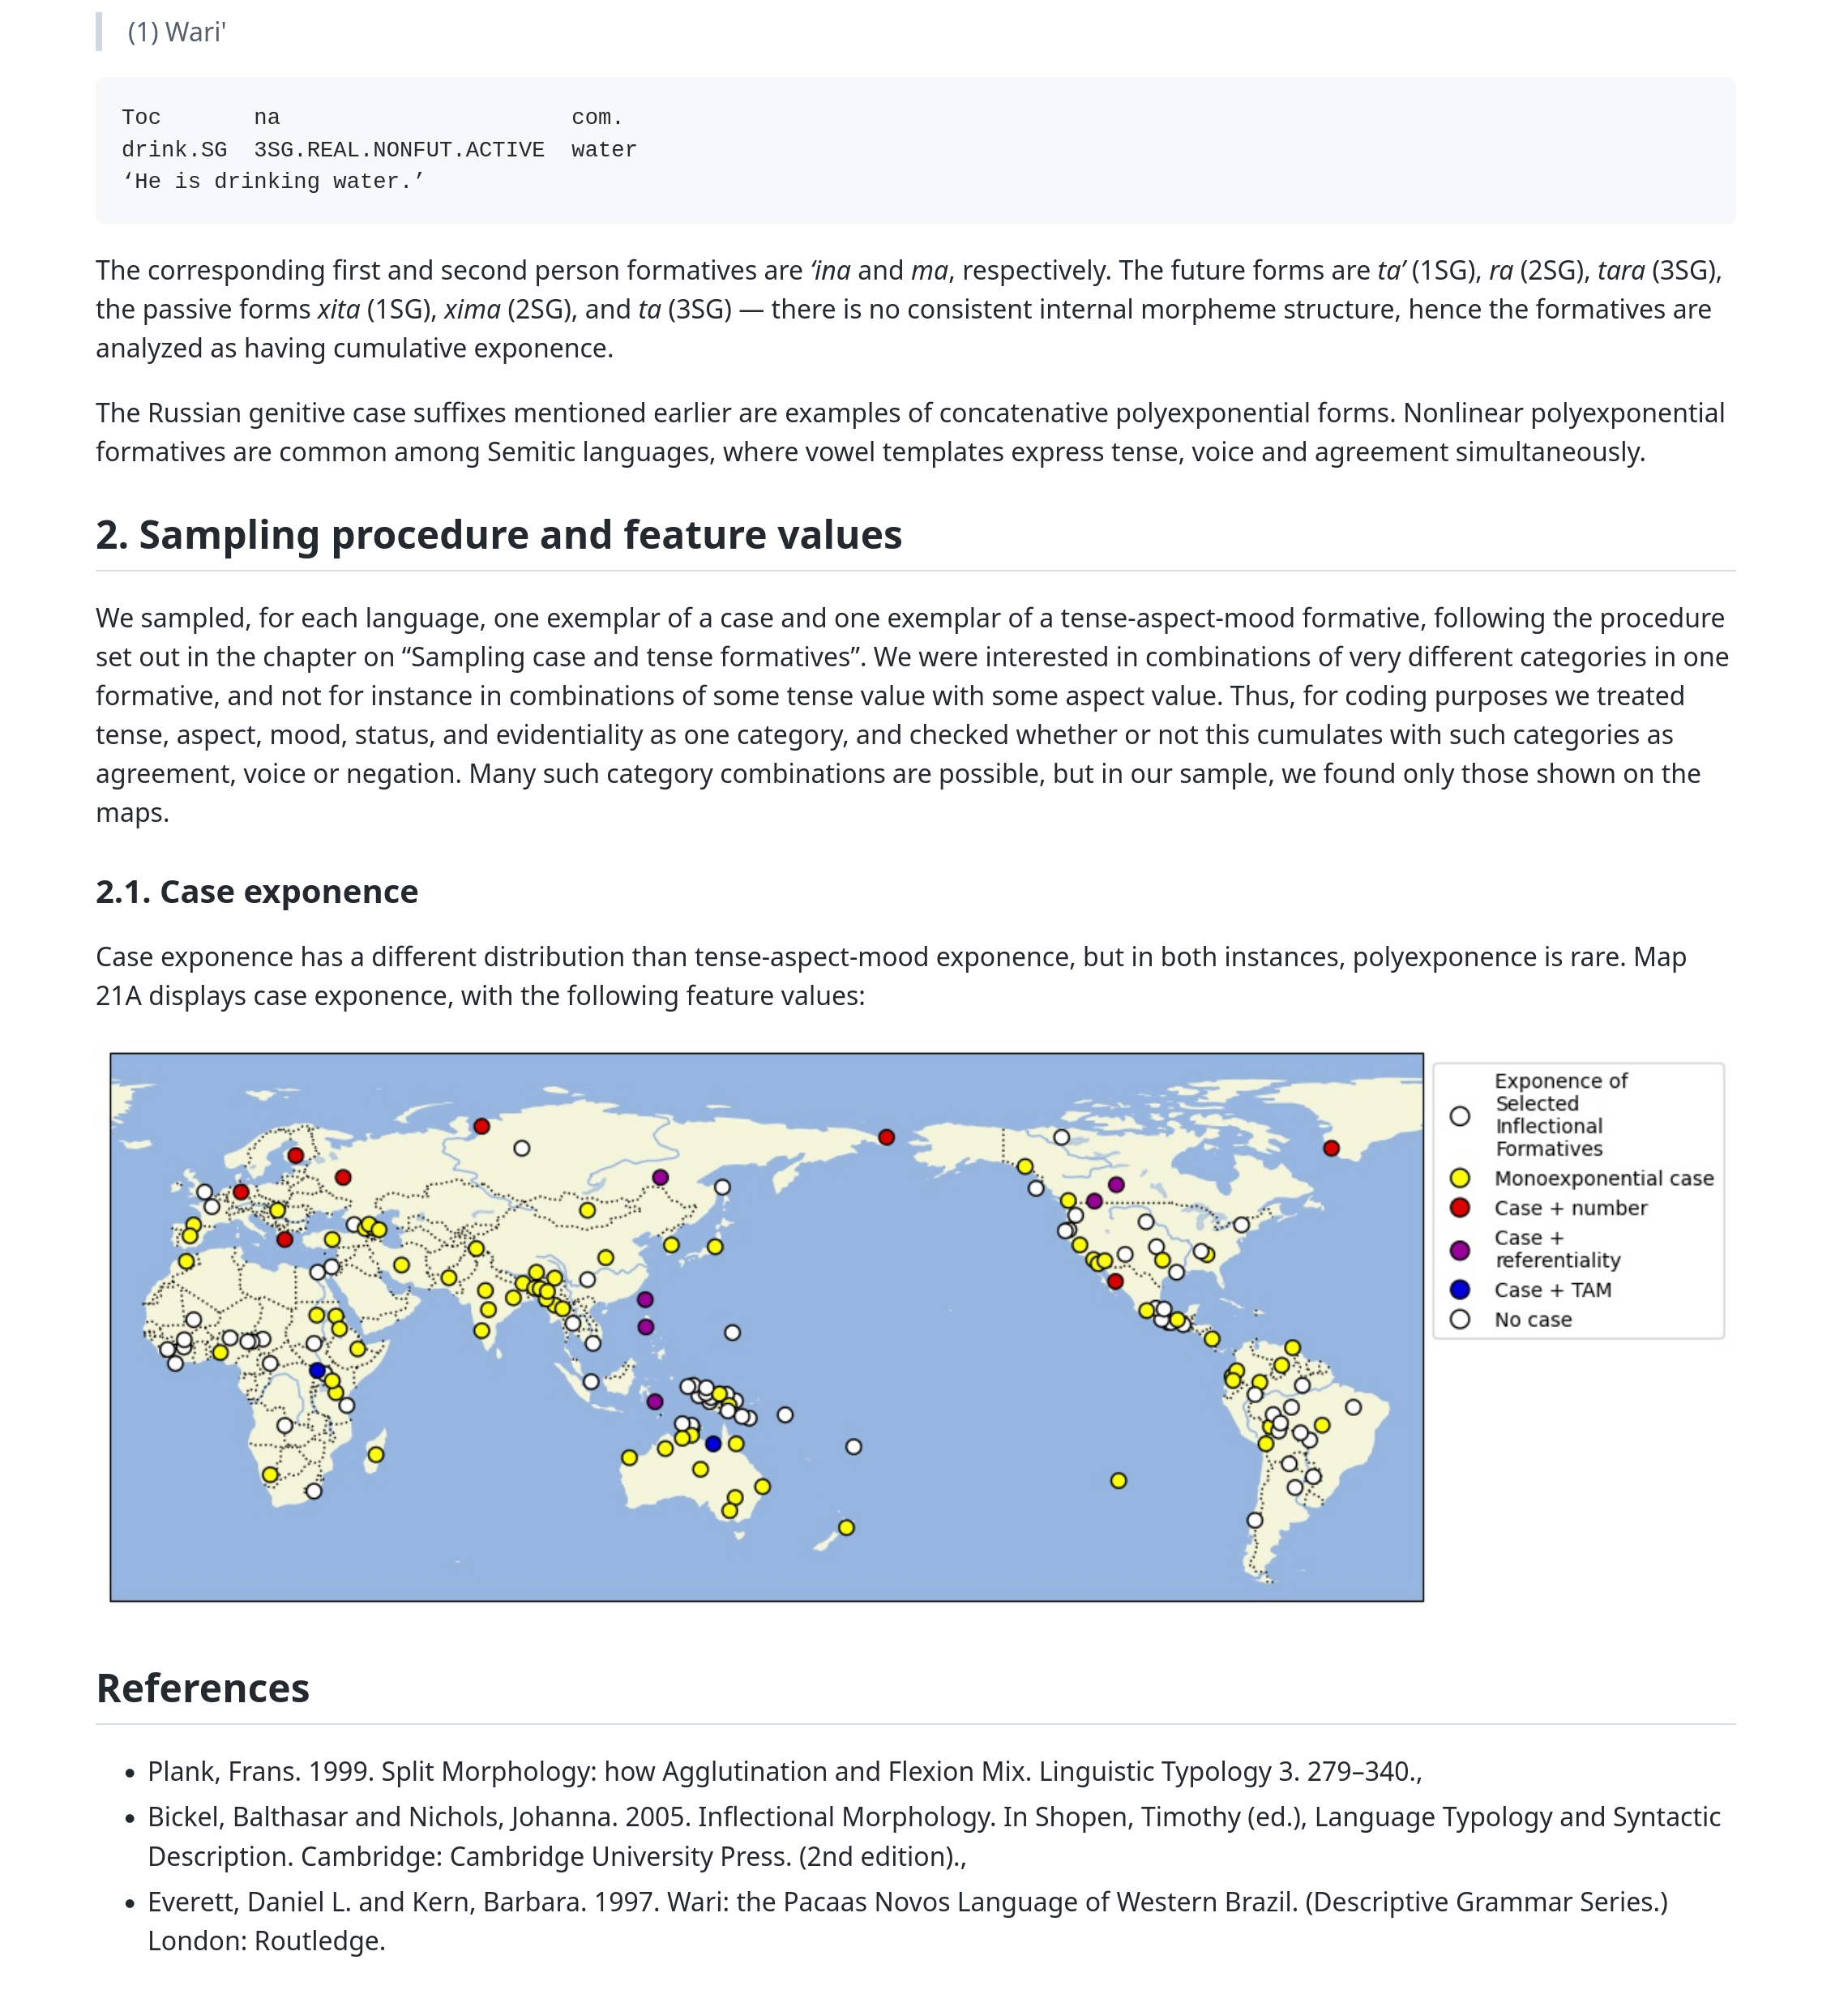 (1) Wari'
Toc       na                      com.
drink.SG  3SG.REAL.NONFUT.ACTIVE  water
‘He is drinking water.’
The corresponding first and second person formatives are ‘ina and ma, respectively. The future forms are ta’ (1SG), ra (2SG), tara (3SG),
the passive forms xita (1SG), xima (2SG), and ta (3SG) — there is no consistent internal morpheme structure, hence the formatives are
analyzed as having cumulative exponence.
The Russian genitive case suffixes mentioned earlier are examples of concatenative polyexponential forms. Nonlinear polyexponential
formatives are common among Semitic languages, where vowel templates express tense, voice and agreement simultaneously.
2. Sampling procedure and feature values
We sampled, for each language, one exemplar of a case and one exemplar of a tense-aspect-mood formative, following the procedure
set out in the chapter on “Sampling case and tense formatives”. We were interested in combinations of very different categories in one
formative, and not for instance in combinations of some tense value with some aspect value. Thus, for coding purposes we treated
tense, aspect, mood, status, and evidentiality as one category, and checked whether or not this cumulates with such categories as
agreement, voice or negation. Many such category combinations are possible, but in our sample, we found only those shown on the
maps.
2.1. Case exponence
Case exponence has a different distribution than tense-aspect-mood exponence, but in both instances, polyexponence is rare. Map
21A displays case exponence, with the following feature values:
Exponence of
Selected
Inflectional
Formatives
Monoexponential case
Case + number
Case +
referentiality
Case + TAM
No case
References
• Plank, Frans. 1999. Split Morphology: how Agglutination and Flexion Mix. Linguistic Typology 3. 279–340.,
• Bickel, Balthasar and Nichols, Johanna. 2005. Inflectional Morphology. In Shopen, Timothy (ed.), Language Typology and Syntactic
Description. Cambridge: Cambridge University Press. (2nd edition).,
• Everett, Daniel L. and Kern, Barbara. 1997. Wari: the Pacaas Novos Language of Western Brazil. (Descriptive Grammar Series.)
London: Routledge.